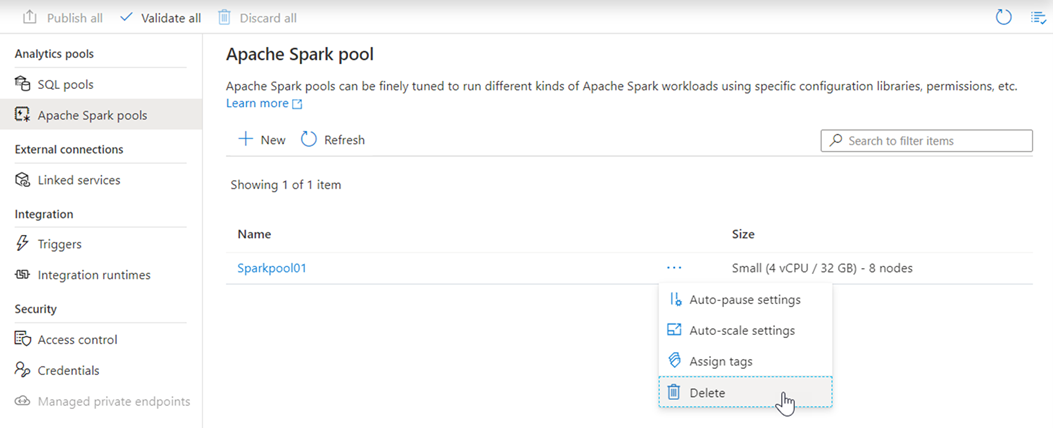 Publish all Validate all Discard all
Analytics pools
SQL pools
Apache Spark pools
External connections
Linked services
Integration
Triggers
Integration runtimes
Security
Access control
Credentials
Managed private endpoints
Apache Spark pool
Apache Spark pools can be finely tuned to run different kinds of Apache Spark workloads using specific configuration libraries, permissions, etc.
Learn more
New Refresh Search to filter items
Showing 1 of 1 item
Name Size
Sparkpool01 ··· Small (4 vCPU / 32 GB) - 8 nodes
Auto-pause settings
Auto-scale settings
Assign tags
Delete